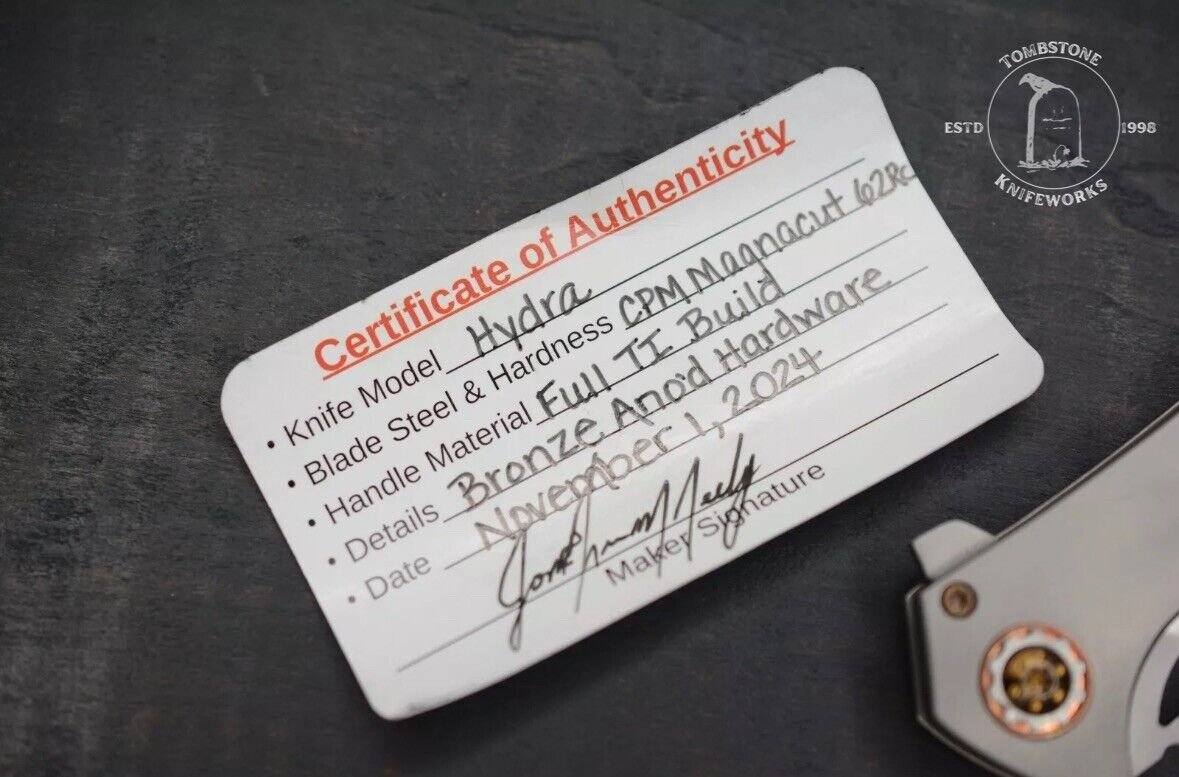 TOMBSTONE
ESTD 1998
KNIFEWORKS
Certificate of Authenticity
• Knife Model Hydra
• Blade Steel & Hardness CPM Magnacut 62Rc
• Handle Material Full TI Build
• Details Bronze Ano'd Hardware
• Date November 1, 2024
Maker Signature